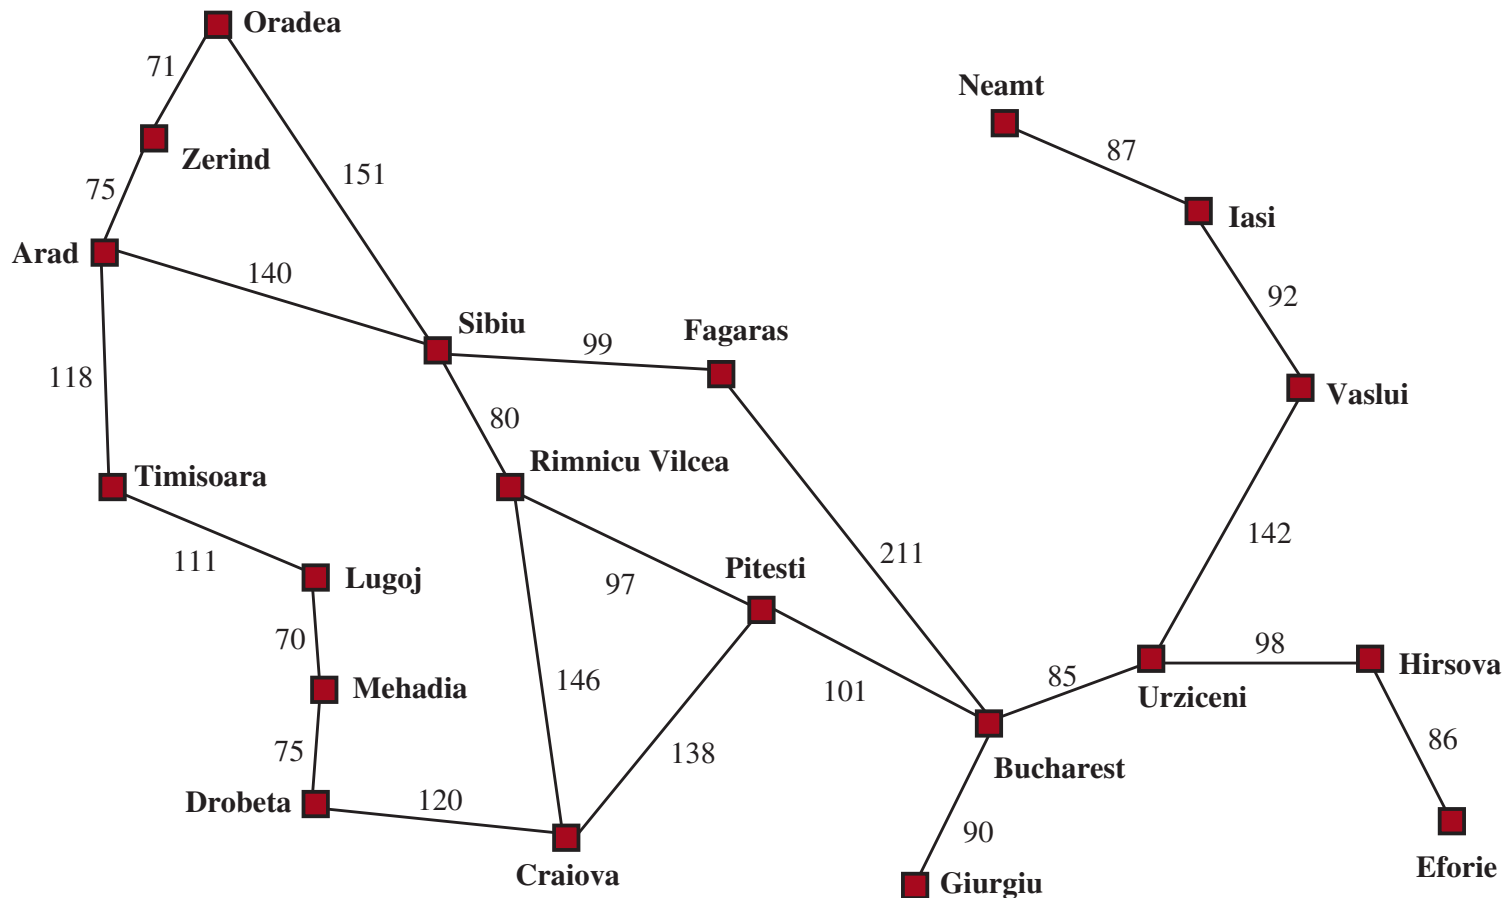 Oradea
71
Neamt
87
Zerind
151
75
Iasi
Arad
140
92
Sibiu
Fagaras
99
118
Vaslui
80
Rimnicu Vilcea
Timisoara
142
211
111
Lugoj
97
Pitesti
70
98
Hirsova
146
85
Mehadia
101
Urziceni
86
75
138
Bucharest
Drobeta
120
90
Craiova
Giurgiu
Eforie